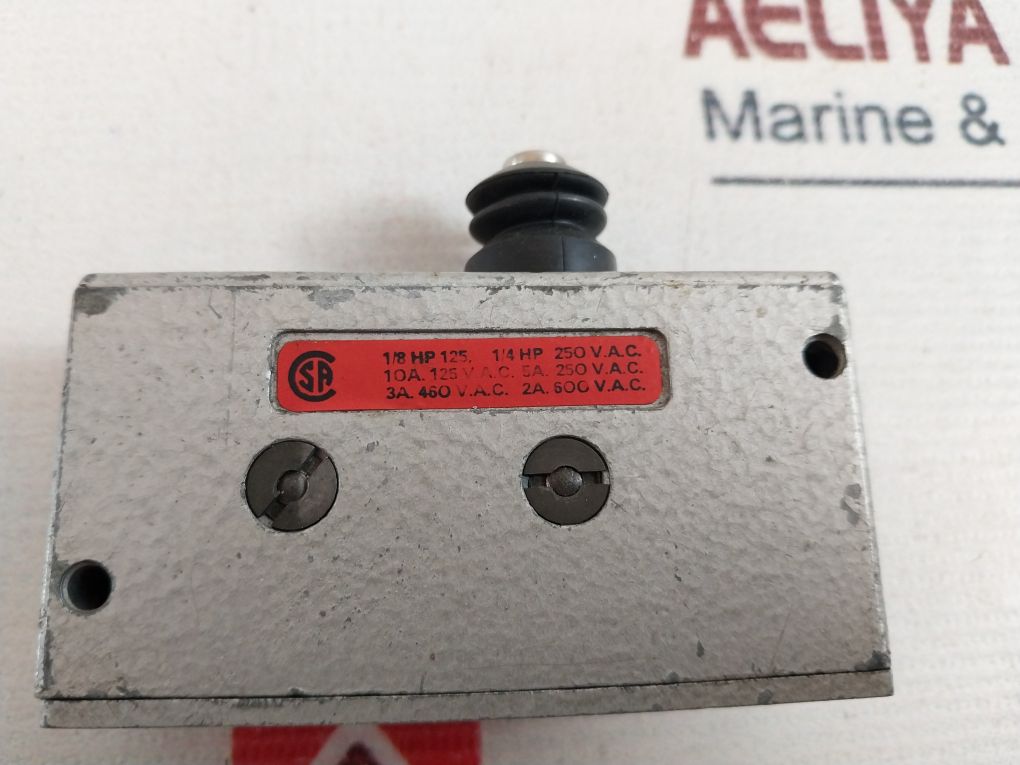 AELIYA
Marine &
CSA
1/8 HP 125, 1/4 HP 250 V.A.C.
10A. 125 V.A.C. 5A. 250 V.A.C.
3A. 460 V.A.C. 2A. 600 V.A.C.